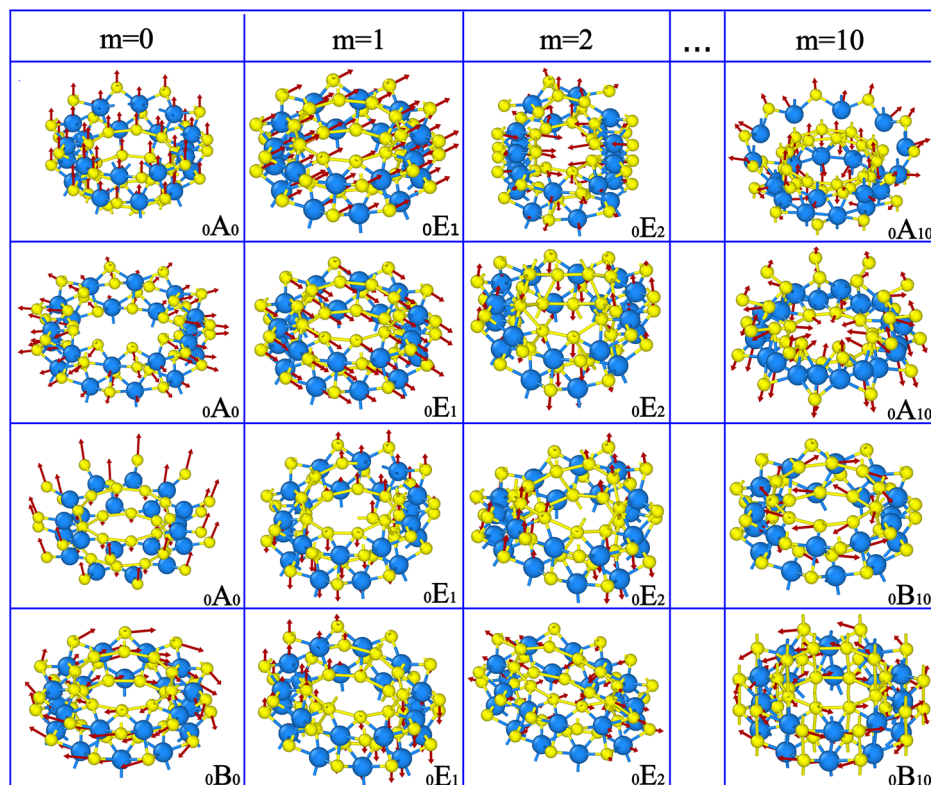 m=0 m=1 m=2 ... m=10
₀A₀ ₀E₁ ₀E₂ ₀A₁₀
₀A₀ ₀E₁ ₀E₂ ₀A₁₀
₀A₀ ₀E₁ ₀E₂ ₀B₁₀
₀B₀ ₀E₁ ₀E₂ ₀B₁₀